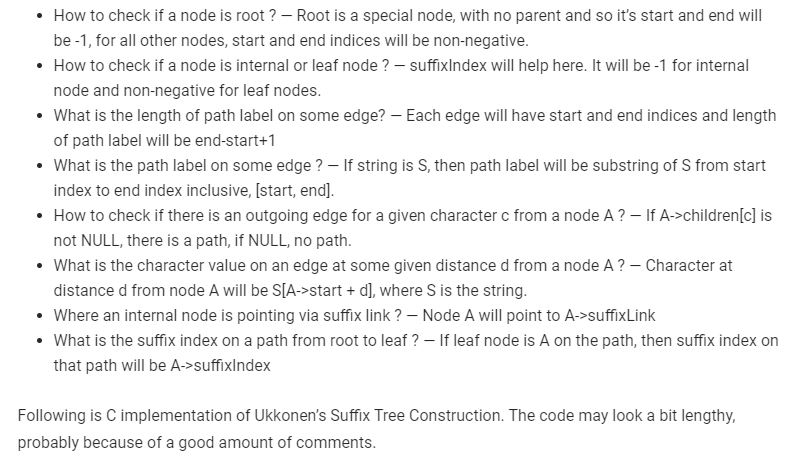 • How to check if a node is root ? — Root is a special node, with no parent and so it’s start and end will
be -1, for all other nodes, start and end indices will be non-negative.
• How to check if a node is internal or leaf node ? — suffixIndex will help here. It will be -1 for internal
node and non-negative for leaf nodes.
• What is the length of path label on some edge? — Each edge will have start and end indices and length
of path label will be end-start+1
• What is the path label on some edge ? — If string is S, then path label will be substring of S from start
index to end index inclusive, [start, end].
• How to check if there is an outgoing edge for a given character c from a node A ? — If A->children[c] is
not NULL, there is a path, if NULL, no path.
• What is the character value on an edge at some given distance d from a node A ? — Character at
distance d from node A will be S[A->start + d], where S is the string.
• Where an internal node is pointing via suffix link ? — Node A will point to A->suffixLink
• What is the suffix index on a path from root to leaf ? — If leaf node is A on the path, then suffix index on
that path will be A->suffixIndex
Following is C implementation of Ukkonen’s Suffix Tree Construction. The code may look a bit lengthy,
probably because of a good amount of comments.